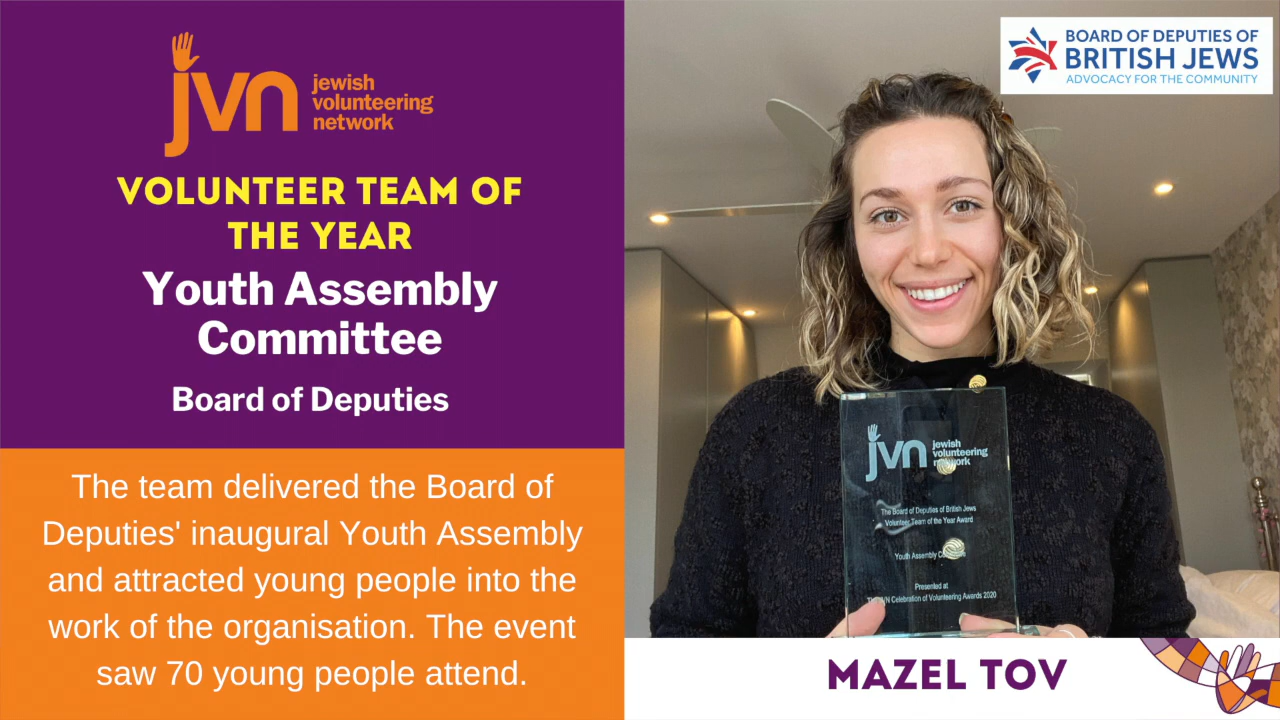 jvn
jewish
volunteering
network
VOLUNTEER TEAM OF
THE YEAR
Youth Assembly
Committee
Board of Deputies
The team delivered the Board of
Deputies' inaugural Youth Assembly
and attracted young people into the
work of the organisation. The event
saw 70 young people attend.
BOARD OF DEPUTIES OF
BRITISH JEWS
ADVOCACY FOR THE COMMUNITY
jvn
jewish
volunteering
network
The Board of Deputies of British Jews
Volunteer Team of the Year Award
Youth Assembly
Presented at
Celebration of Volunteering Awards 2020
MAZEL TOV